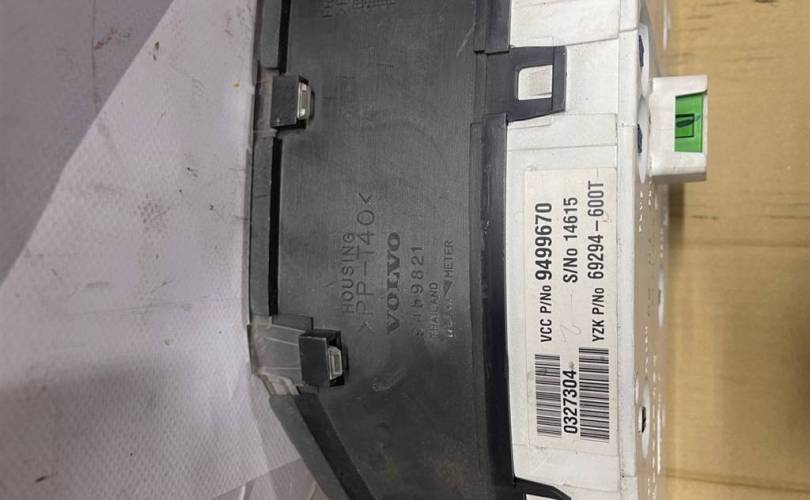 HOUSING
>PP-T40<
VOLVO
THAILAND
METER
VCC P/No 9499670
S/No 14615
YZK P/No 69294-600T
0327304